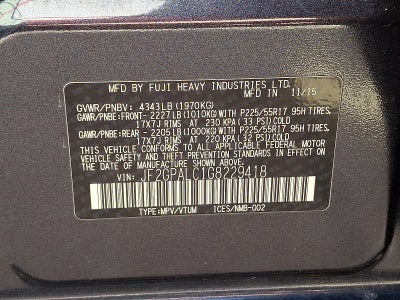 MFD BY FUJI HEAVY INDUSTRIES LTD.
IN 11/15
GVWR/PNBV: 4343LB (1970KG)
GAWR/PNBE:FRONT- 2227LB (1010KG)WITH P225/55R17 95H TIRES,
17X7J RIMS AT 230 KPA (33 PSI)COLD
GAWR/PNBE:REAR - 2205LB (1000KG)WITH P225/55R17 95H TIRES,
17X7J RIMS AT 220 KPA (32 PSI)COLD
THIS VEHICLE CONFORMS TO ALL APPLICABLE FEDERAL MOTOR
VEHICLE SAFETY STANDARDS IN EFFECT ON THE DATE OF
MANUFACTURE SHOWN ABOVE.
VIN: JF2GPALC1G8229418
TYPE:MPV/VTUM ICES/NMB-002